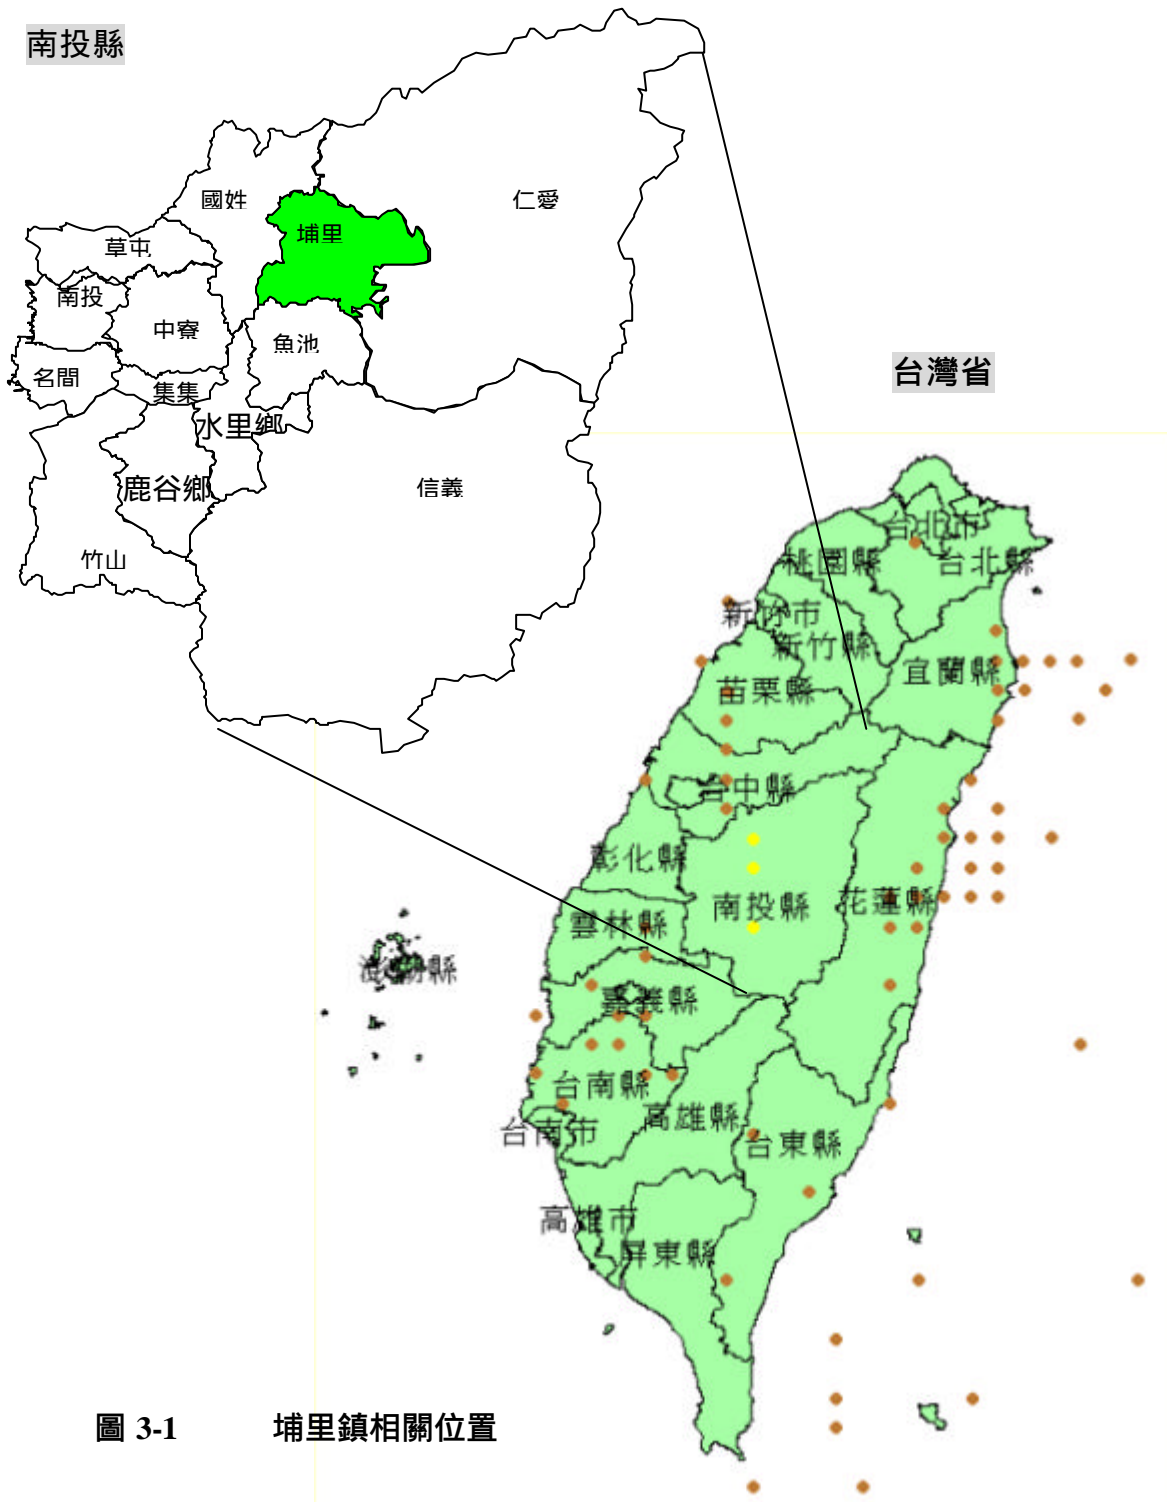 南投縣
國姓
仁愛
埔里
草屯
南投
中寮
魚池
名間
集集
水里鄉
鹿谷鄉
信義
竹山
台灣省
台北市
桃園縣
台北縣
新竹市
新竹縣
宜蘭縣
苗栗縣
台中縣
彰化縣
南投縣
花蓮縣
雲林縣
澎湖縣
嘉義縣
台南縣
高雄縣
台南市
台東縣
高雄市
屏東縣
圖 3-1 埔里鎮相關位置